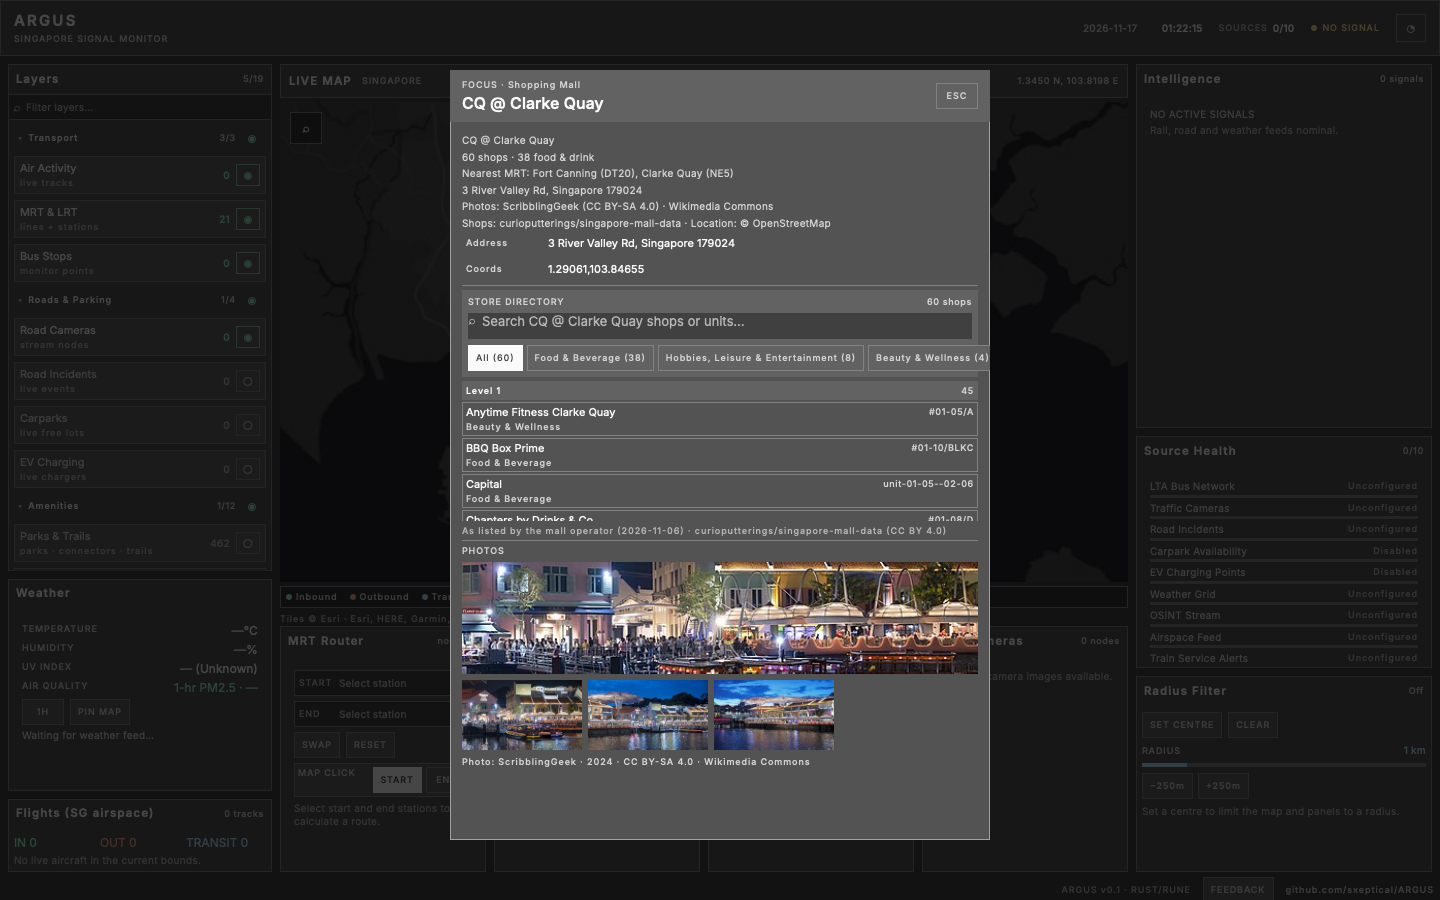 ARGUS
SINGAPORE SIGNAL MONITOR
2026-11-17 01:22:15 SOURCES 0/10 NO SIGNAL
Layers 5/19
Filter layers...
Transport 3/3
Air Activity 0
live tracks
MRT & LRT 21
lines + stations
Bus Stops 0
monitor points
Roads & Parking 1/4
Road Cameras 0
stream nodes
Road Incidents 0
live events
Carparks 0
live free lots
EV Charging 0
live chargers
Amenities 1/12
Parks & Trails 462
parks · connectors · trails
Weather
TEMPERATURE —°C
HUMIDITY —%
UV INDEX — (Unknown)
AIR QUALITY 1-hr PM2.5 · —
1H PIN MAP
Waiting for weather feed...
Flights (SG airspace) 0 tracks
IN 0 OUT 0 TRANSIT 0
No live aircraft in the current bounds.
LIVE MAP SINGAPORE 1.3450 N, 103.8198 E
FOCUS · Shopping Mall
CQ @ Clarke Quay
ESC
CQ @ Clarke Quay
60 shops · 38 food & drink
Nearest MRT: Fort Canning (DT20), Clarke Quay (NE5)
3 River Valley Rd, Singapore 179024
Photos: ScribblingGeek (CC BY-SA 4.0) · Wikimedia Commons
Shops: curioputterings/singapore-mall-data · Location: © OpenStreetMap
Address 3 River Valley Rd, Singapore 179024
Coords 1.29061,103.84655
STORE DIRECTORY 60 shops
Search CQ @ Clarke Quay shops or units...
All (60) Food & Beverage (38) Hobbies, Leisure & Entertainment (8) Beauty & Wellness (4)
Level 1 45
Anytime Fitness Clarke Quay #01-05/A
Beauty & Wellness
BBQ Box Prime #01-10/BLKC
Food & Beverage
Capital unit-01-05--02-06
Food & Beverage
Chapters by Drinks & Co #01-08/D
As listed by the mall operator (2026-11-06) · curioputterings/singapore-mall-data (CC BY 4.0)
PHOTOS
Photo: ScribblingGeek · 2024 · CC BY-SA 4.0 · Wikimedia Commons
Inbound Outbound Tra
Tiles © Esri · Esri, HERE, Garmin,
MRT Router no
START Select station
END Select station
SWAP RESET
MAP CLICK START EN
Select start and end stations to
calculate a route.
meras 0 nodes
camera images available.
Intelligence 0 signals
NO ACTIVE SIGNALS
Rail, road and weather feeds nominal.
Source Health 0/10
LTA Bus Network Unconfigured
Traffic Cameras Unconfigured
Road Incidents Unconfigured
Carpark Availability Disabled
EV Charging Points Disabled
Weather Grid Unconfigured
OSINT Stream Unconfigured
Airspace Feed Unconfigured
Train Service Alerts Unconfigured
Radius Filter Off
SET CENTRE CLEAR
RADIUS 1 km
−250m +250m
Set a centre to limit the map and panels to a radius.
ARGUS v0.1 · RUST/RUNE FEEDBACK github.com/sxeptical/ARGUS